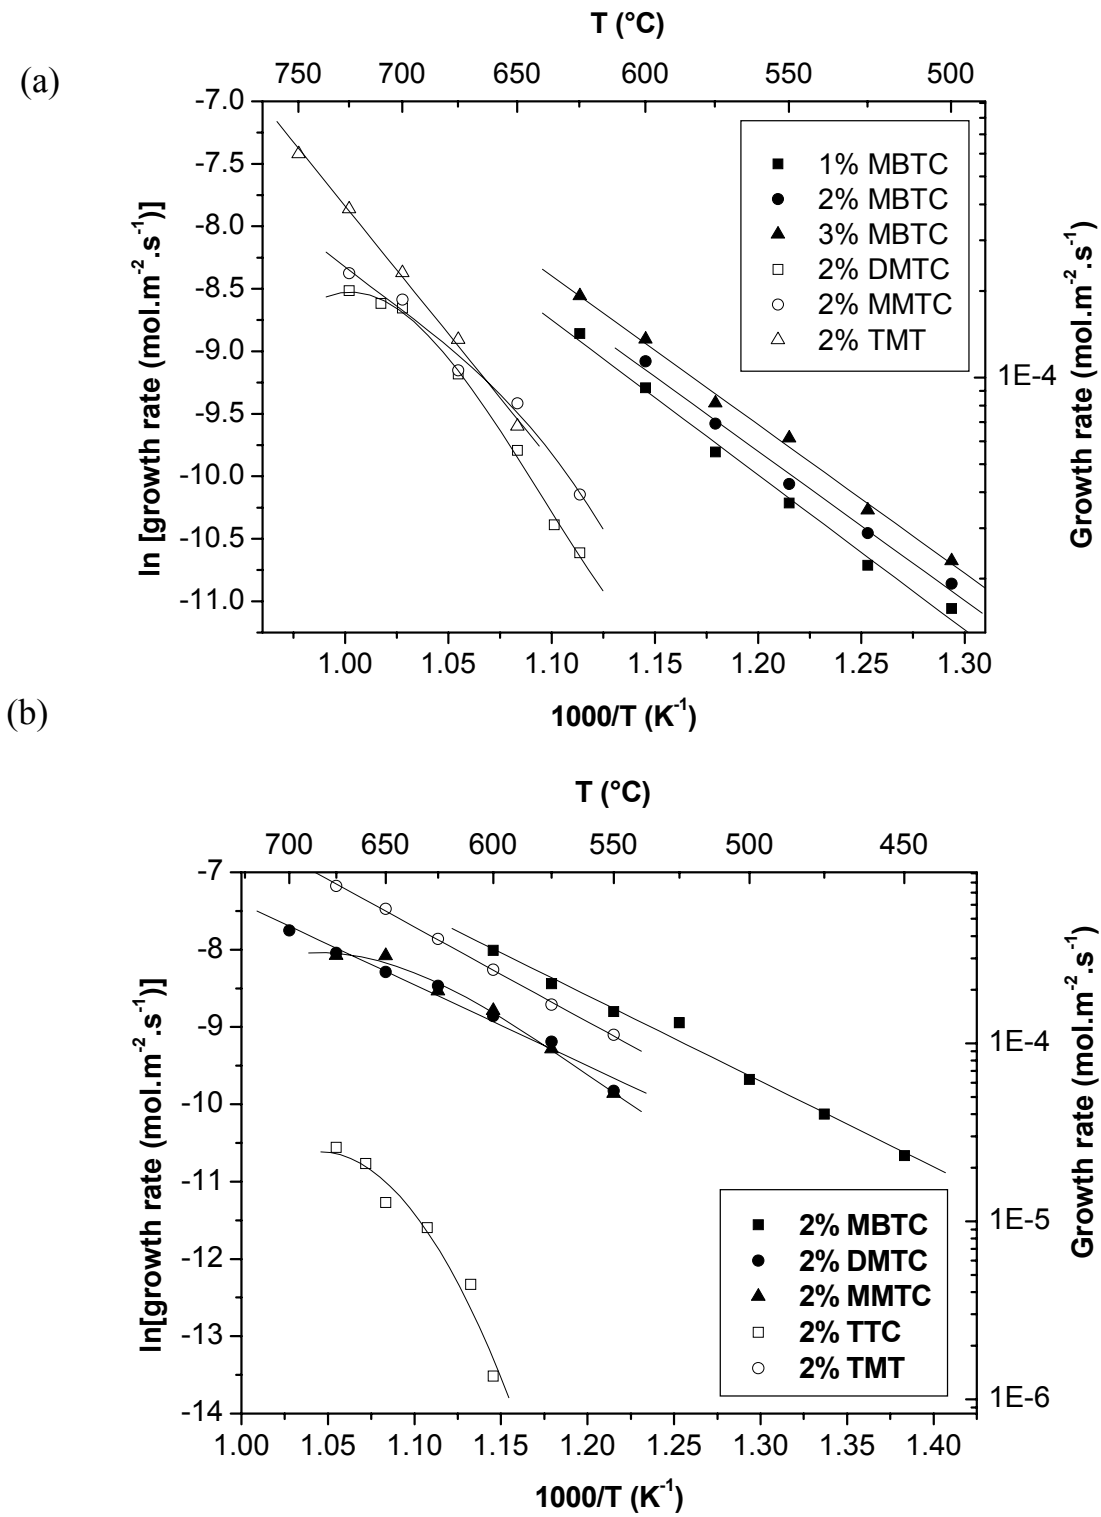 (a)
T (°C)
750 700 650 600 550 500
-7.0
-7.5
-8.0
-8.5
-9.0
-9.5
-10.0
-10.5
-11.0
ln [growth rate (mol.m-2.s-1)]
1% MBTC
2% MBTC
3% MBTC
2% DMTC
2% MMTC
2% TMT
1E-4
Growth rate (mol.m-2.s-1)
1.00 1.05 1.10 1.15 1.20 1.25 1.30
1000/T (K-1)
(b)
T (°C)
700 650 600 550 500 450
-7
-8
-9
-10
-11
-12
-13
-14
ln[growth rate (mol.m-2.s-1)]
2% MBTC
2% DMTC
2% MMTC
2% TTC
2% TMT
1E-4
1E-5
1E-6
Growth rate (mol.m-2.s-1)
1.00 1.05 1.10 1.15 1.20 1.25 1.30 1.35 1.40
1000/T (K-1)